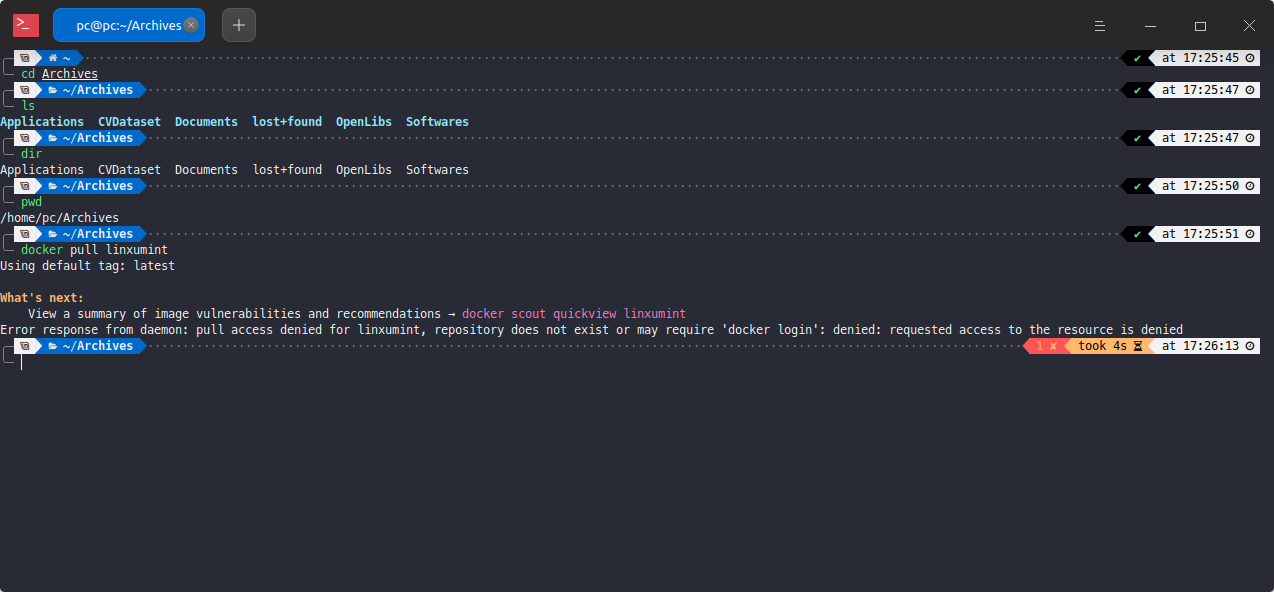 pc@pc:~/Archives
~ ✔ at 17:25:45
cd Archives
~/Archives ✔ at 17:25:47
ls
Applications CVDataset Documents lost+found OpenLibs Softwares
~/Archives ✔ at 17:25:47
dir
Applications CVDataset Documents lost+found OpenLibs Softwares
~/Archives ✔ at 17:25:50
pwd
/home/pc/Archives
~/Archives ✔ at 17:25:51
docker pull linxumint
Using default tag: latest
What's next:
View a summary of image vulnerabilities and recommendations → docker scout quickview linxumint
Error response from daemon: pull access denied for linxumint, repository does not exist or may require 'docker login': denied: requested access to the resource is denied
~/Archives 1 ✘ took 4s at 17:26:13